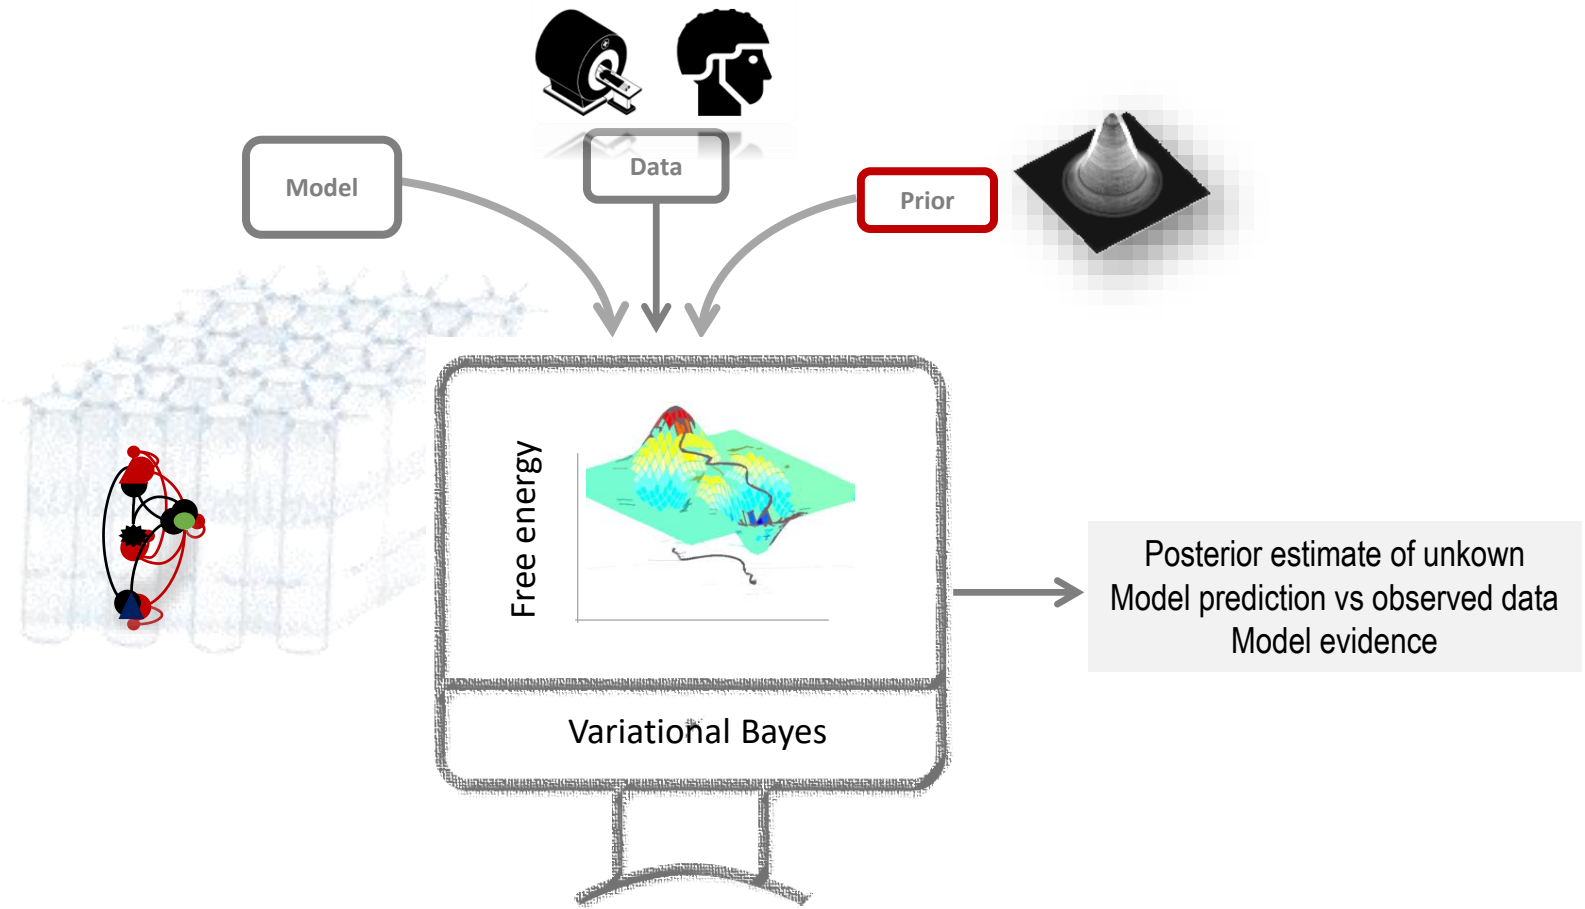 Model
Data
Prior
Free energy
Variational Bayes
Posterior estimate of unkown
Model prediction vs observed data
Model evidence